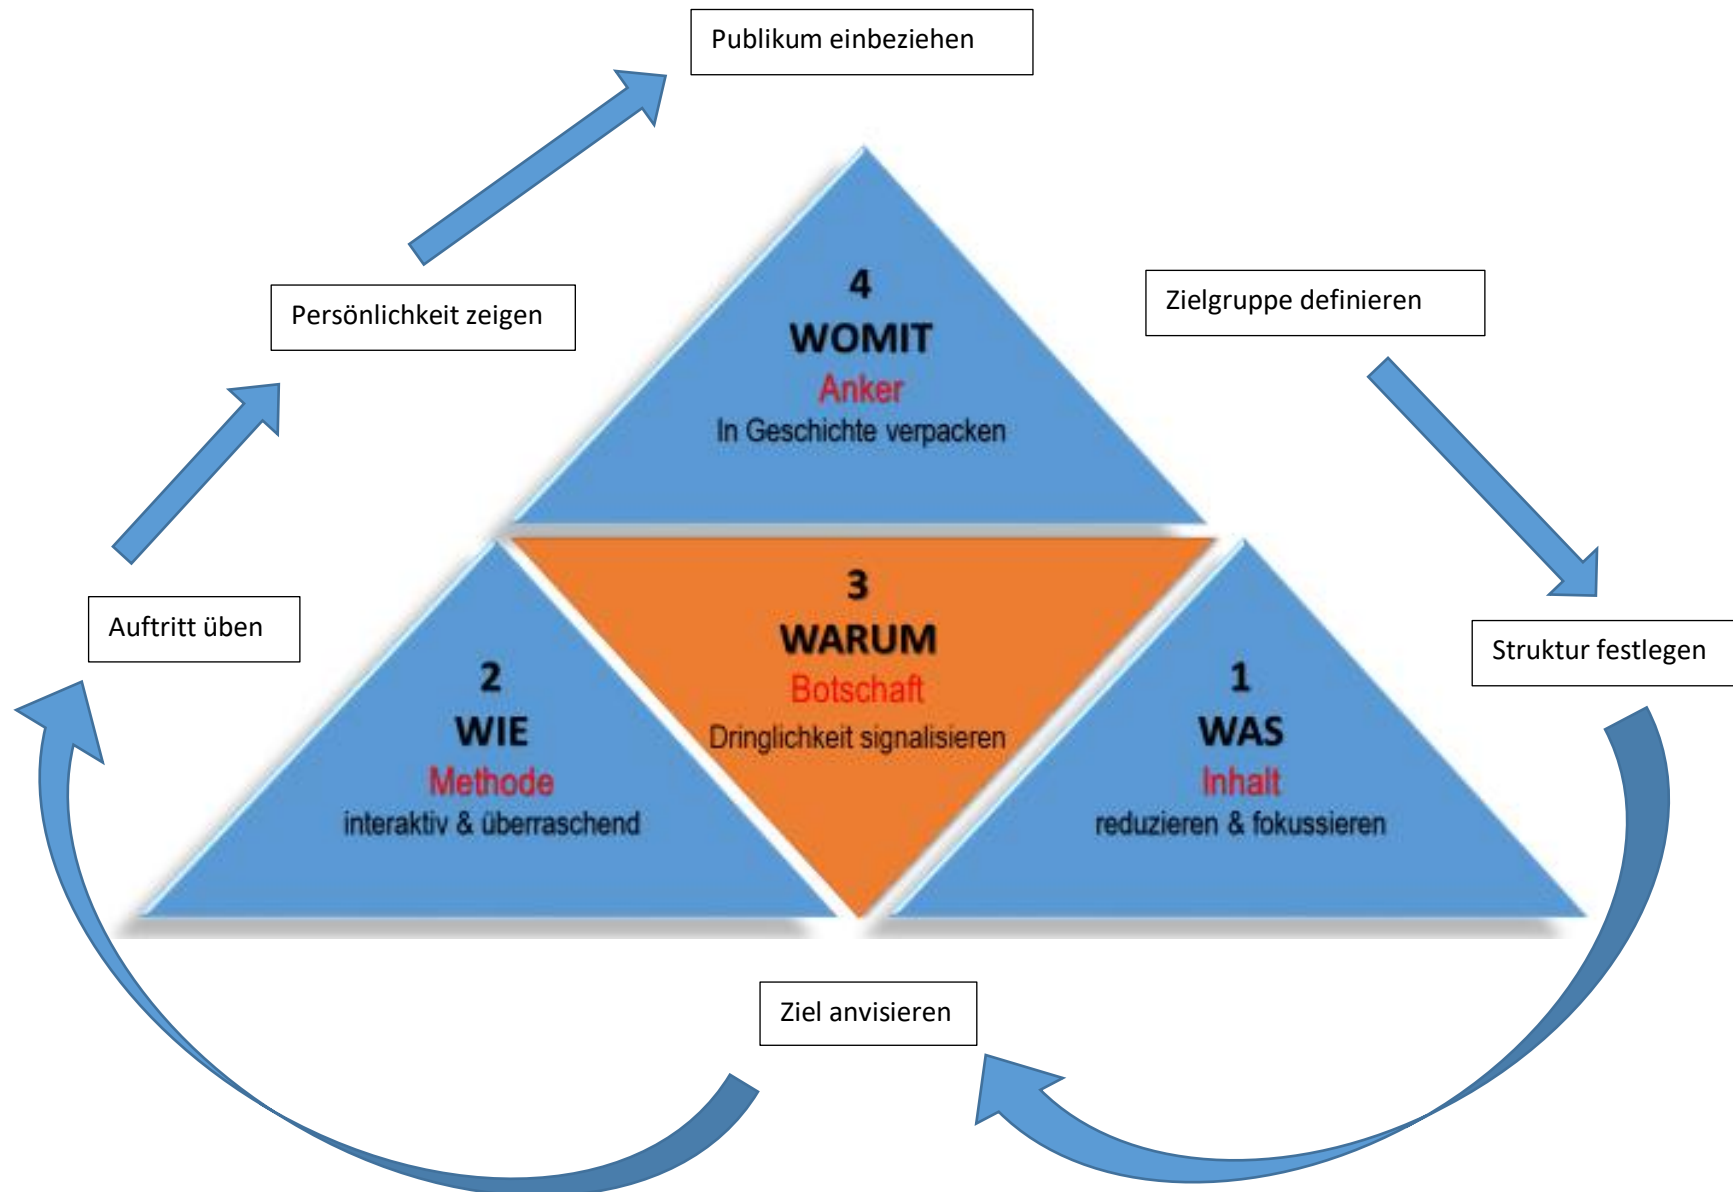 Publikum einbeziehen
Persönlichkeit zeigen
Zielgruppe definieren
4
WOMIT
Anker
In Geschichte verpacken
Auftritt üben
Struktur festlegen
3
WARUM
Botschaft
Dringlichkeit signalisieren
2
WIE
Methode
interaktiv & überraschend
1
WAS
Inhalt
reduzieren & fokussieren
Ziel anvisieren